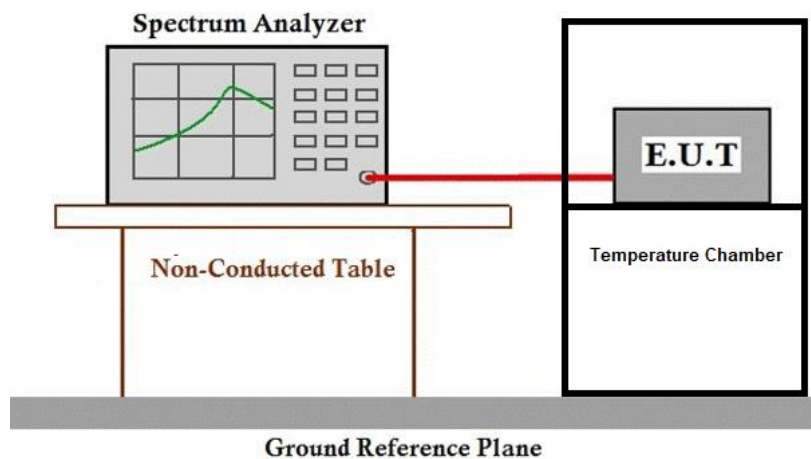 Spectrum Analyzer
E.U.T
Non-Conducted Table
Temperature Chamber
Ground Reference Plane